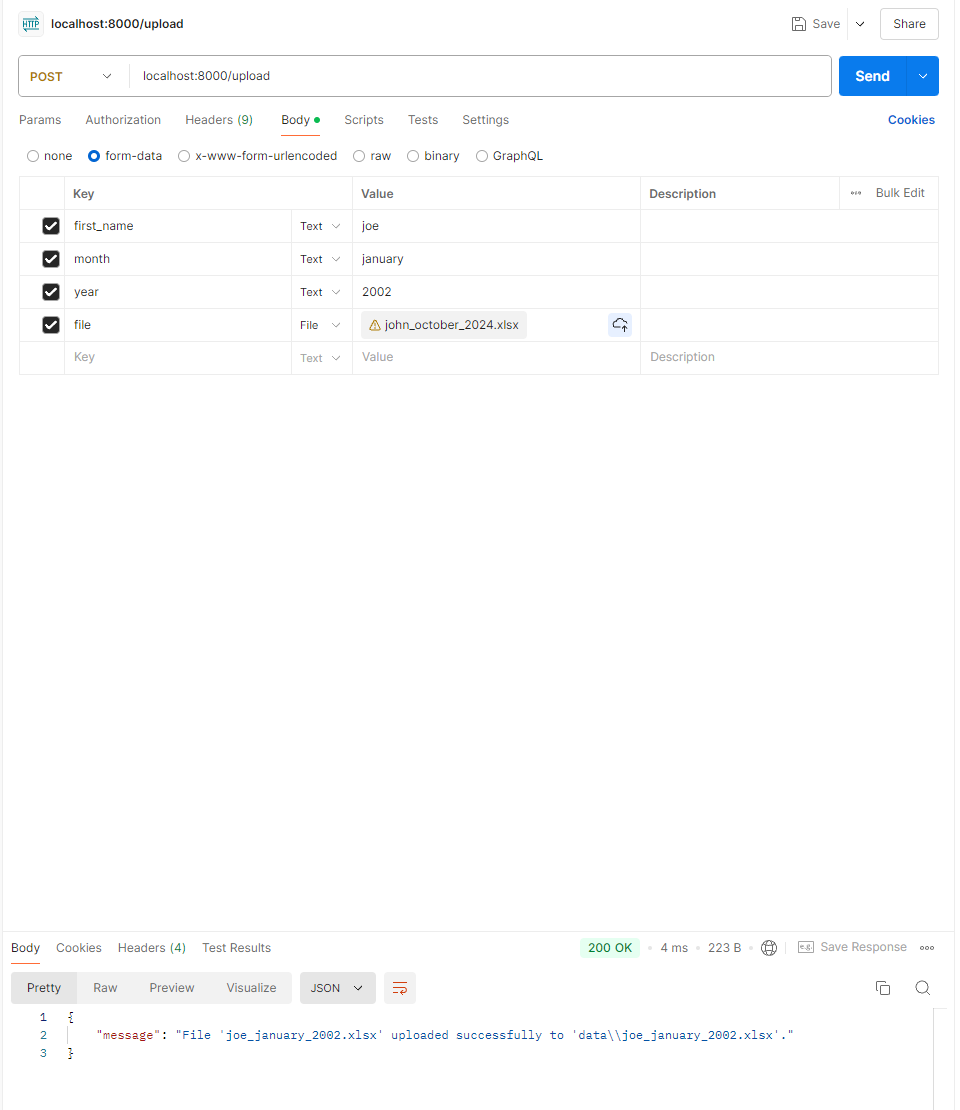 HTTP localhost:8000/upload Save Share
POST localhost:8000/upload Send
Params Authorization Headers (9) Body Scripts Tests Settings Cookies
none form-data x-www-form-urlencoded raw binary GraphQL
Key Value Description Bulk Edit
first_name Text joe
month Text january
year Text 2002
file File john_october_2024.xlsx
Key Text Value Description
Body Cookies Headers (4) Test Results 200 OK 4 ms 223 B e.g. Save Response
Pretty Raw Preview Visualize JSON
1 {
2 "message": "File 'joe_january_2002.xlsx' uploaded successfully to 'data\\joe_january_2002.xlsx'."
3 }